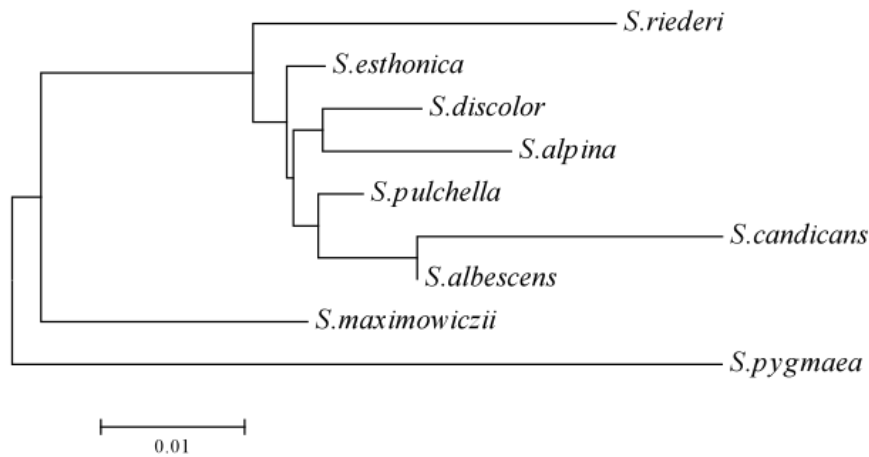 S.riederi
S.esthonica
S.discolor
S.alpina
S.pulchella
S.candicans
S.albescens
S.maximowiczii
S.pygmaea
0.01